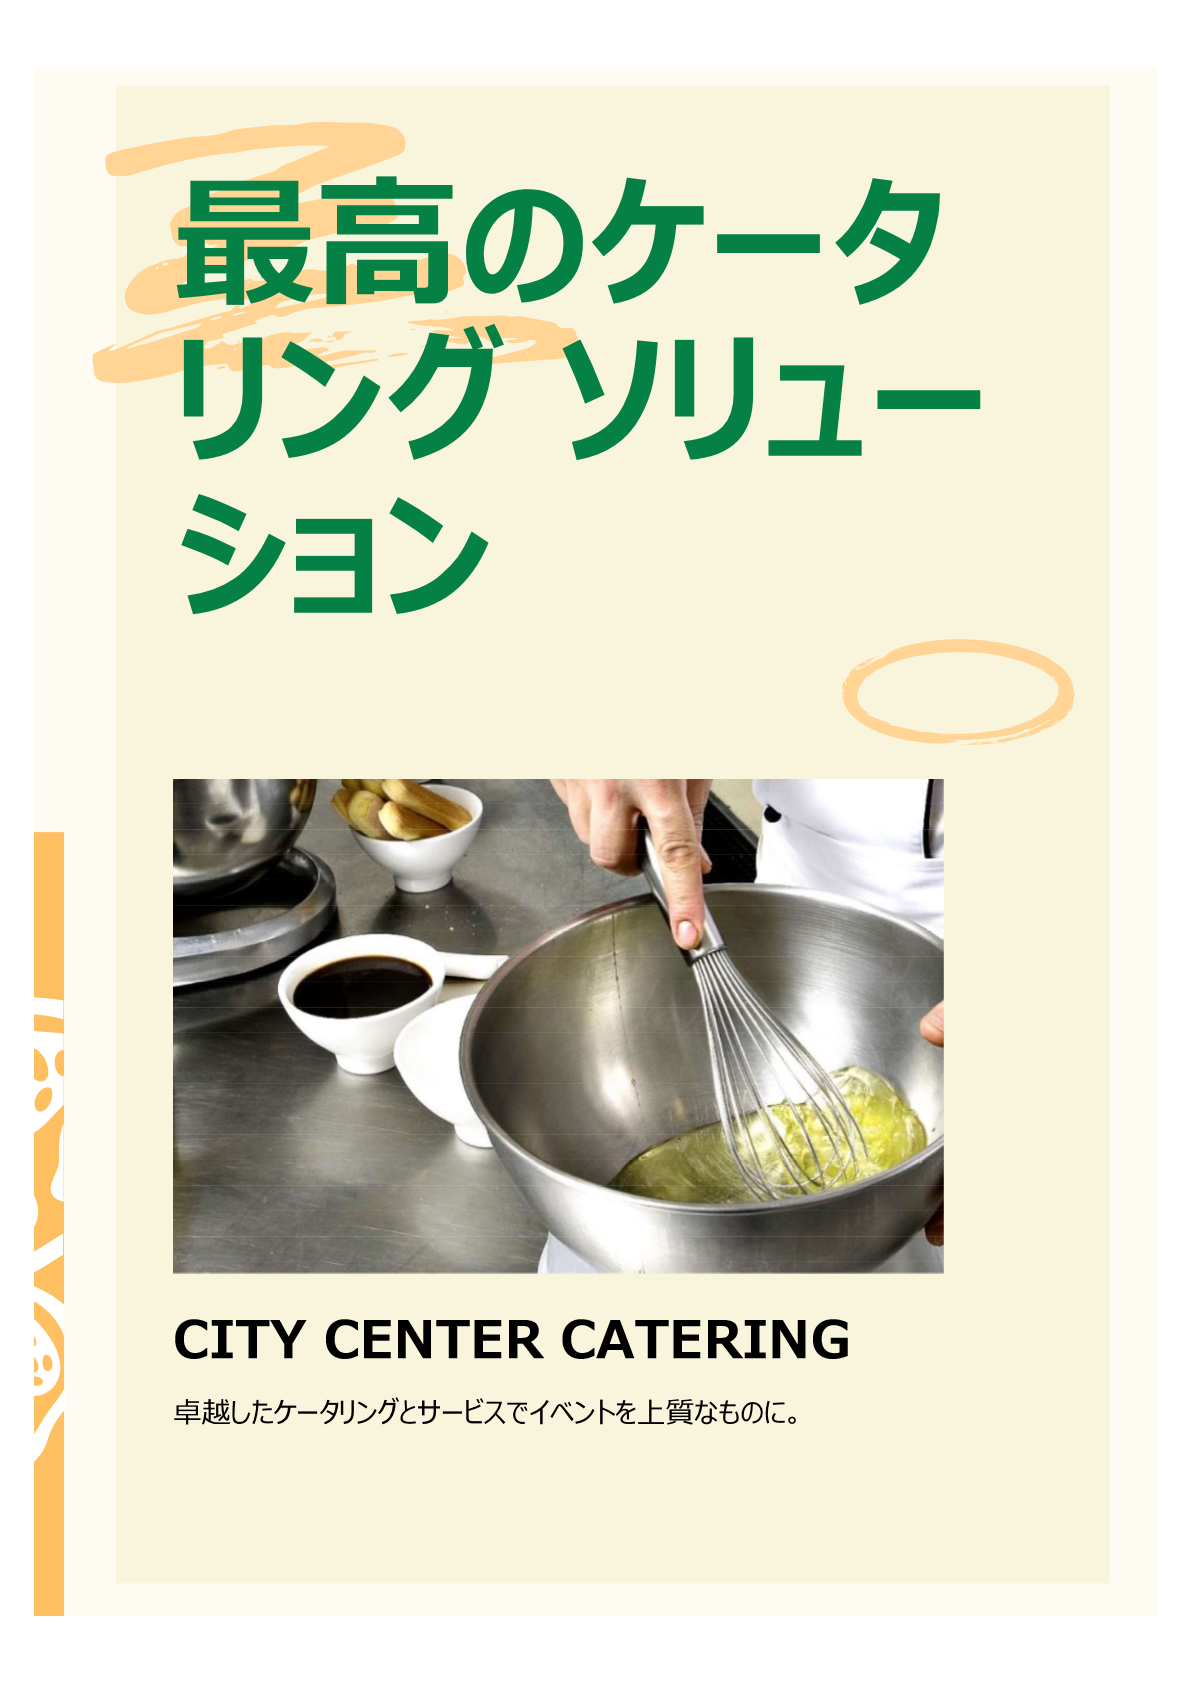 最高のケータ
リング ソリュー
ション
CITY CENTER CATERING
卓越したケータリングとサービスでイベントを上質なものに。